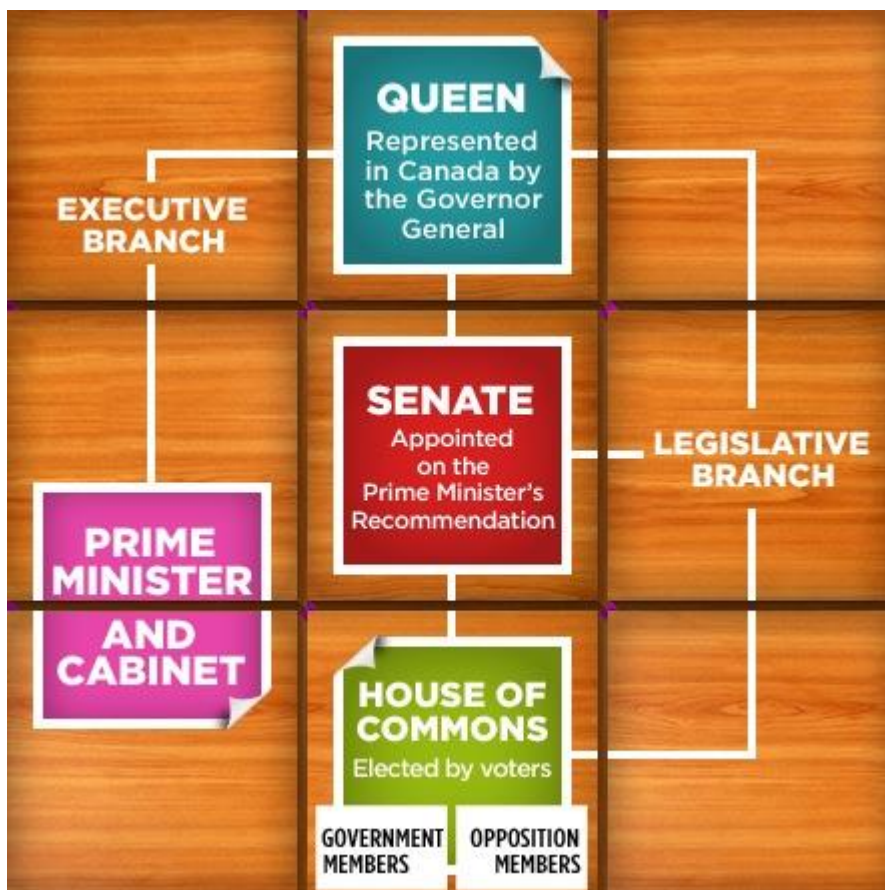 QUEEN
Represented
in Canada by
the Governor
General
EXECUTIVE
BRANCH
SENATE
Appointed
on the
Prime Minister's
Recommendation
LEGISLATIVE
BRANCH
PRIME
MINISTER
AND
CABINET
HOUSE OF
COMMONS
Elected by voters
GOVERNMENT
MEMBERS
OPPOSITION
MEMBERS